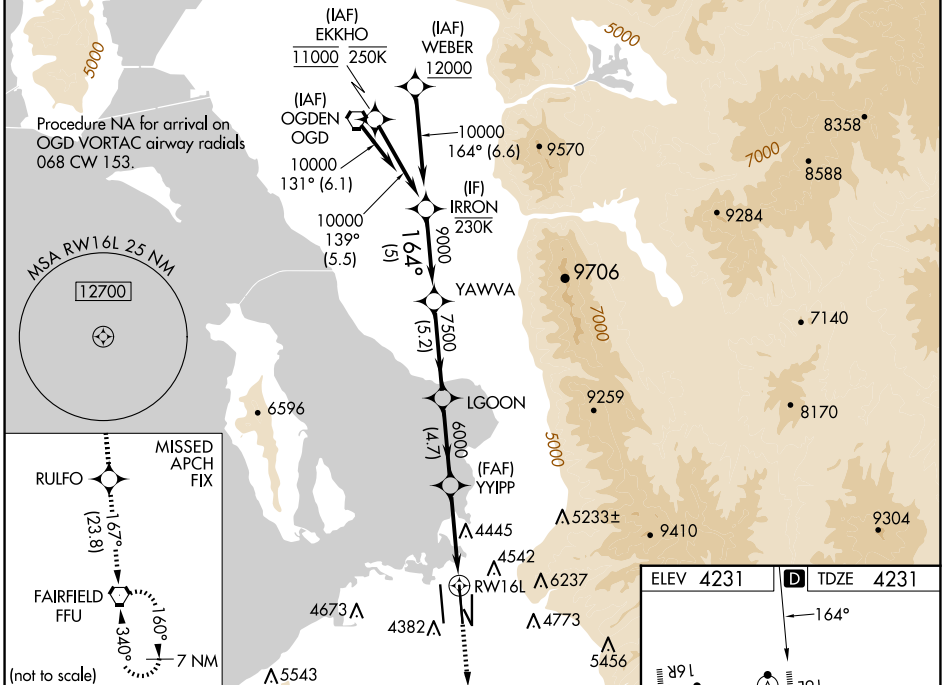 5000
(IAF)
EKKHO
11000 250K
(IAF)
WEBER
12000
5000
(IAF)
OGDEN
OGD
Procedure NA for arrival on
OGD VORTAC airway radials
068 CW 153.
10000
131° (6.1)
10000
164° (6.6)
9570
8358
7000
8588
9284
10000
139°
(5.5)
(IF)
IRRON
230K
9000
164°
(5)
MSA RW16L 25 NM
12700
YAWVA
9706
7000
7140
7500
(5.2)
LGOON
6596
9259
8170
5000
6000
(4.7)
(FAF)
YYIPP
4445
5233±
9410
9304
4542
6237
RW16L
4673
4382
4773
5456
5543
MISSED
APCH
FIX
RULFO
167°
(23.8)
FAIRFIELD
FFU
160°
340°
7 NM
(not to scale)
ELEV 4231
D TDZE 4231
164°
16R